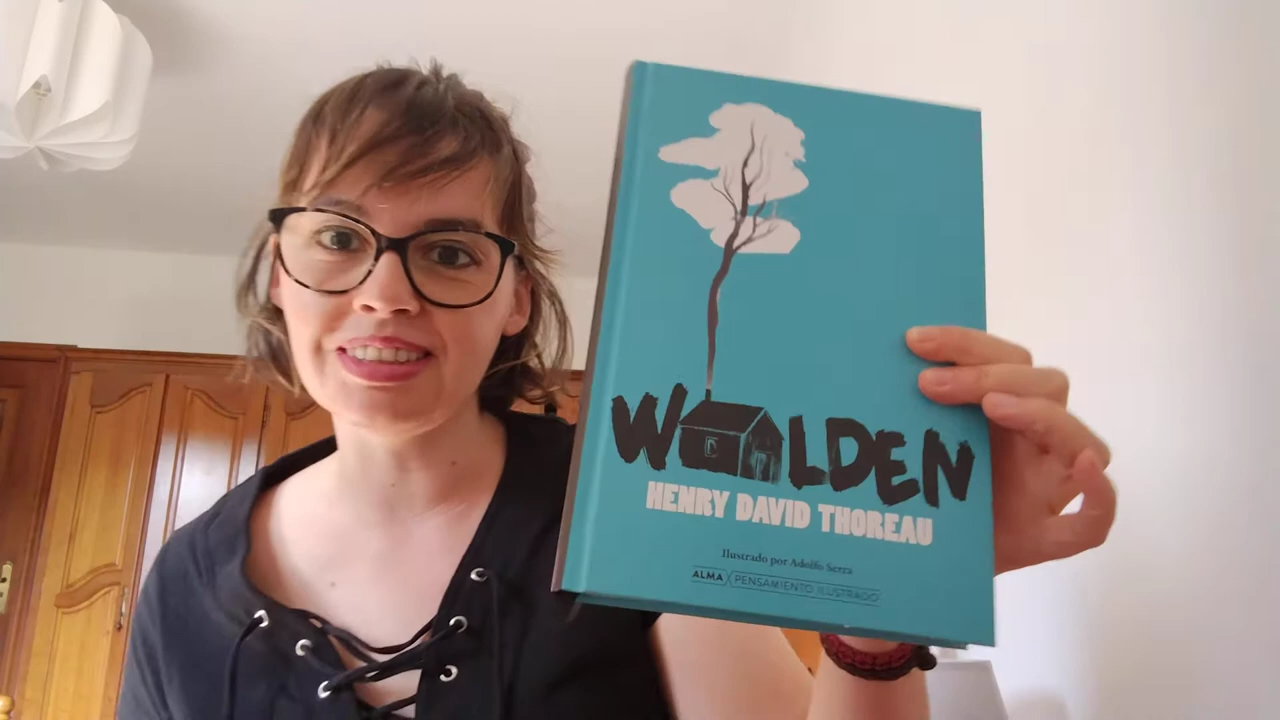 WALDEN
HENRY DAVID THOREAU
Ilustrado por Adolfo Serra
ALMA PENSAMIENTO ILUSTRADO